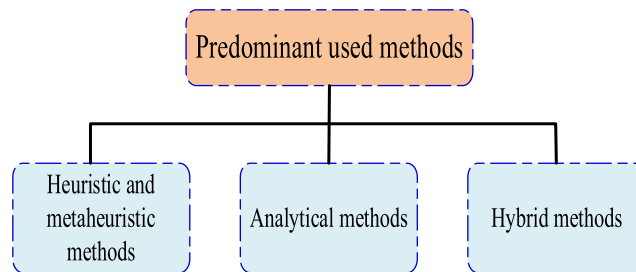 Predominant used methods
Heuristic and
metaheuristic
methods
Analytical methods
Hybrid methods